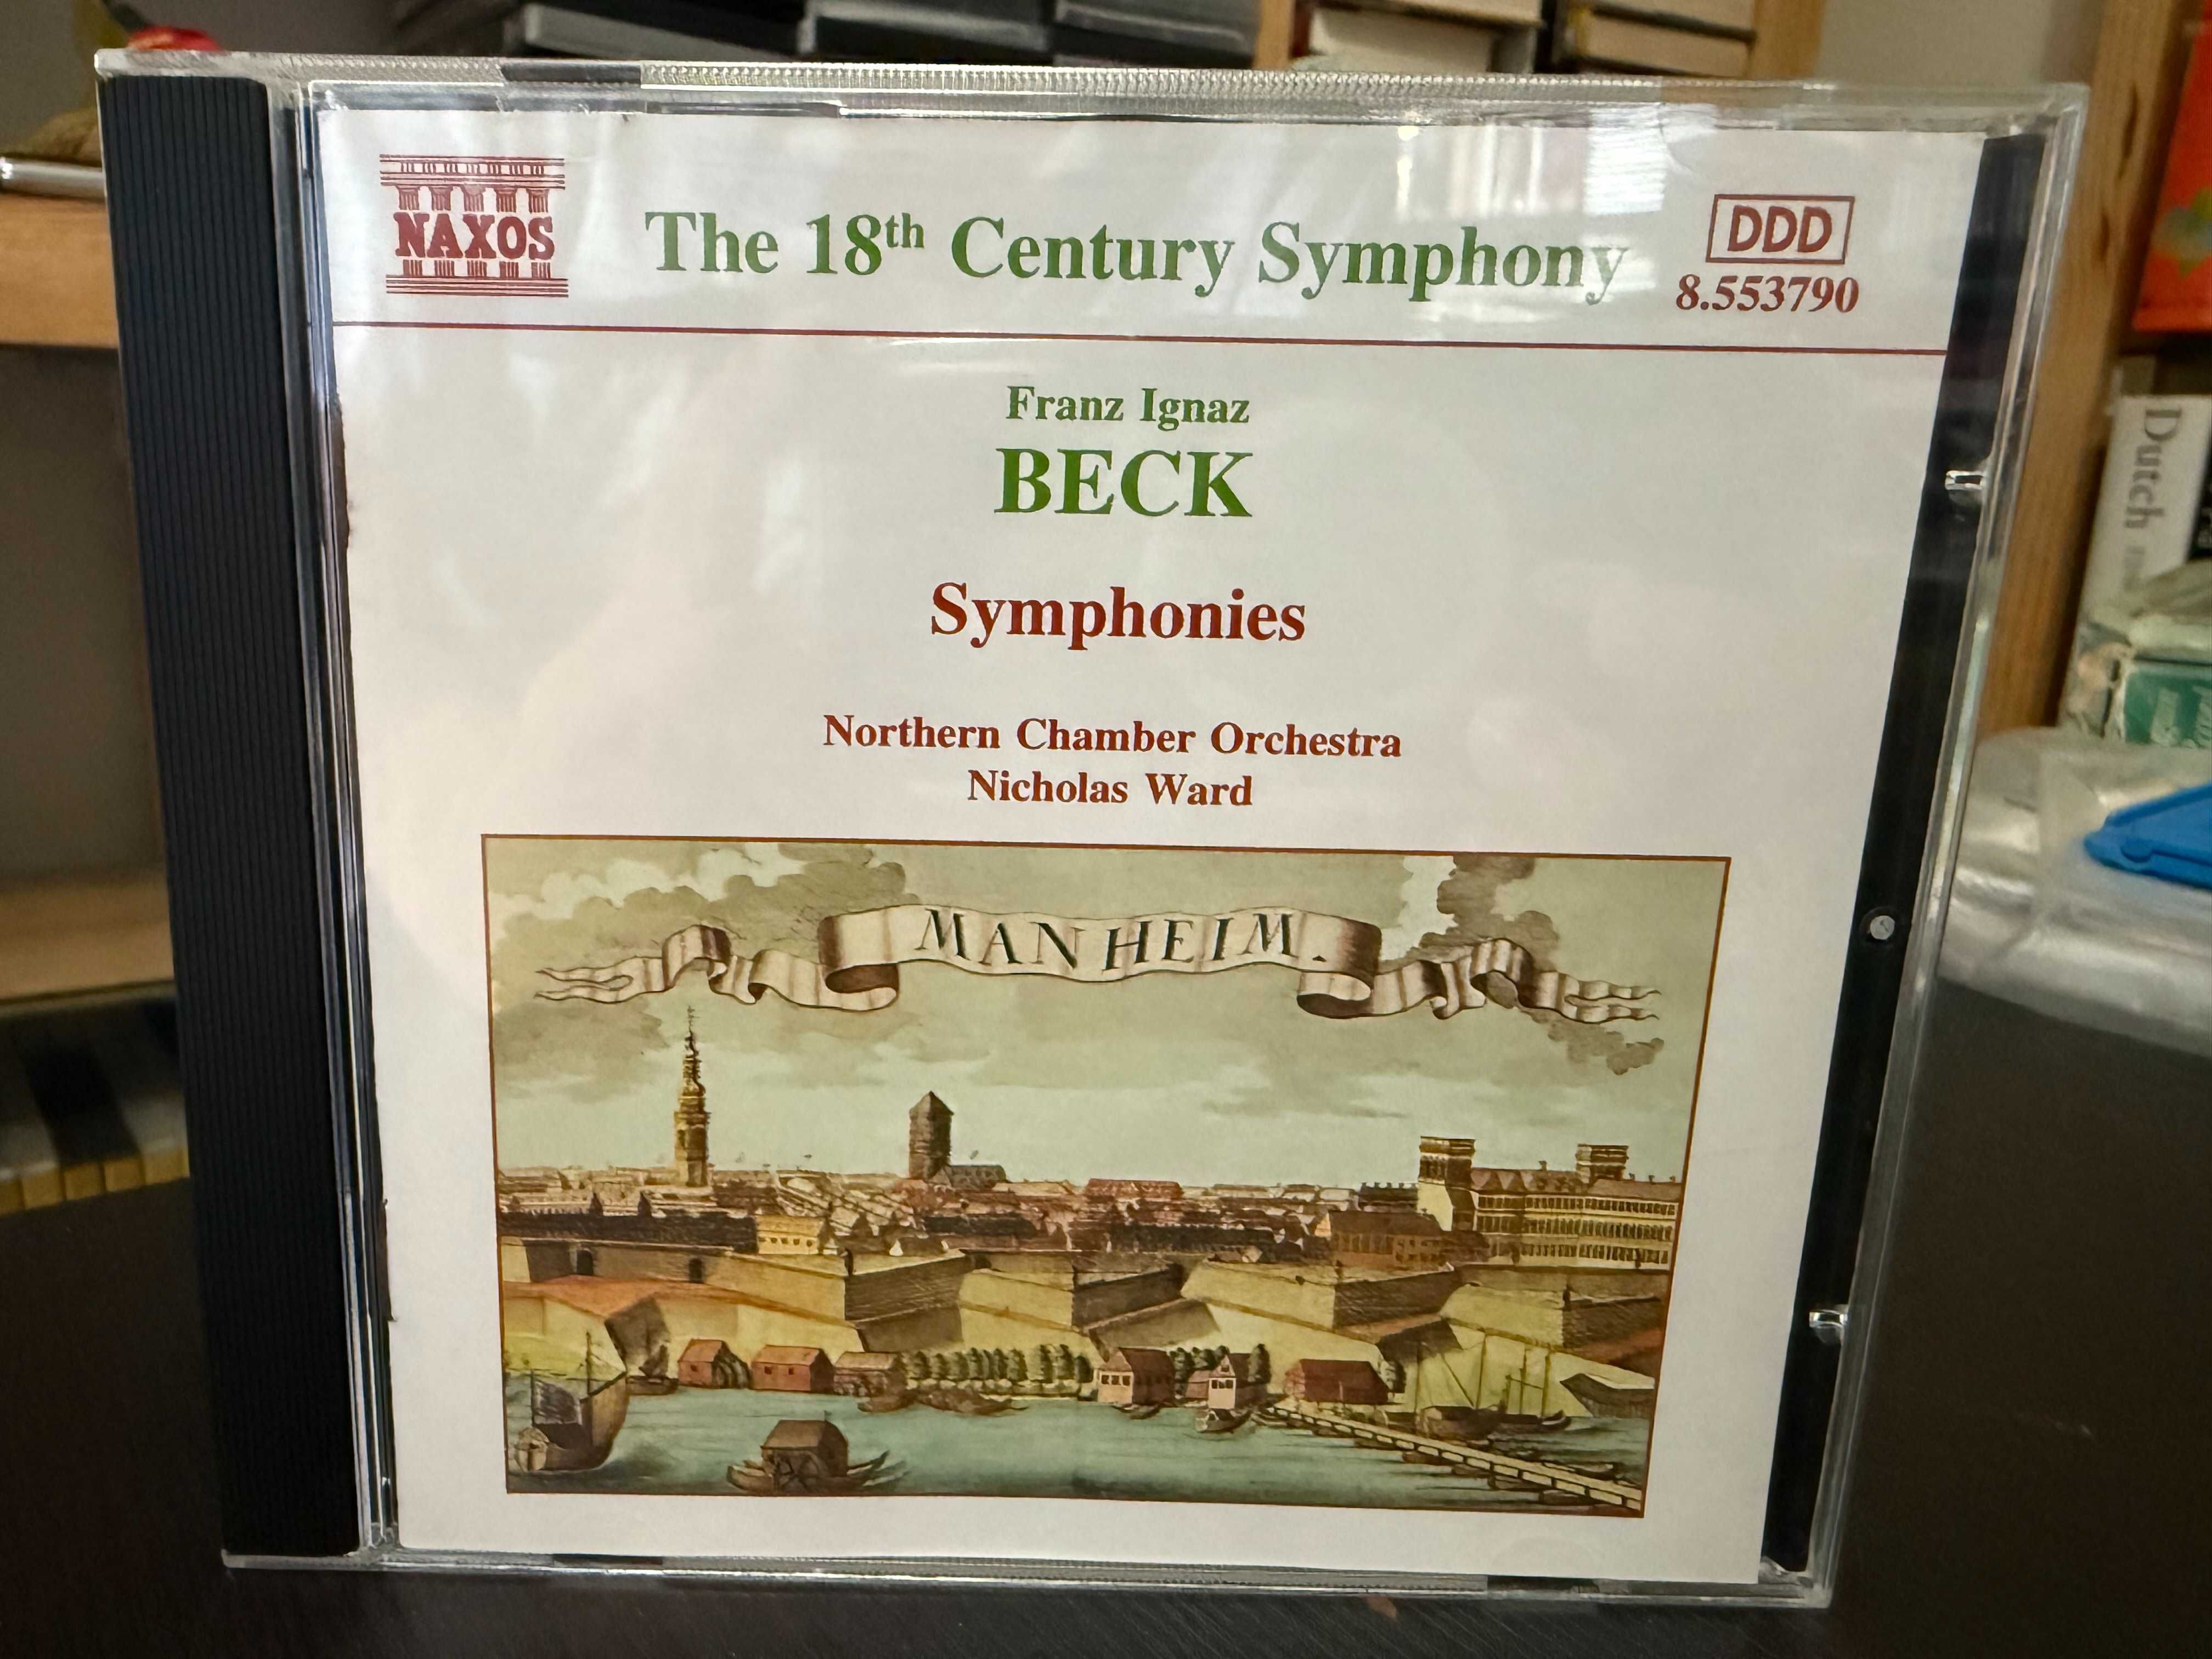 NAXOS
The 18th Century Symphony
DDD
8.553790
Franz Ignaz
BECK
Symphonies
Northern Chamber Orchestra
Nicholas Ward
MANHEIM.
Dutch